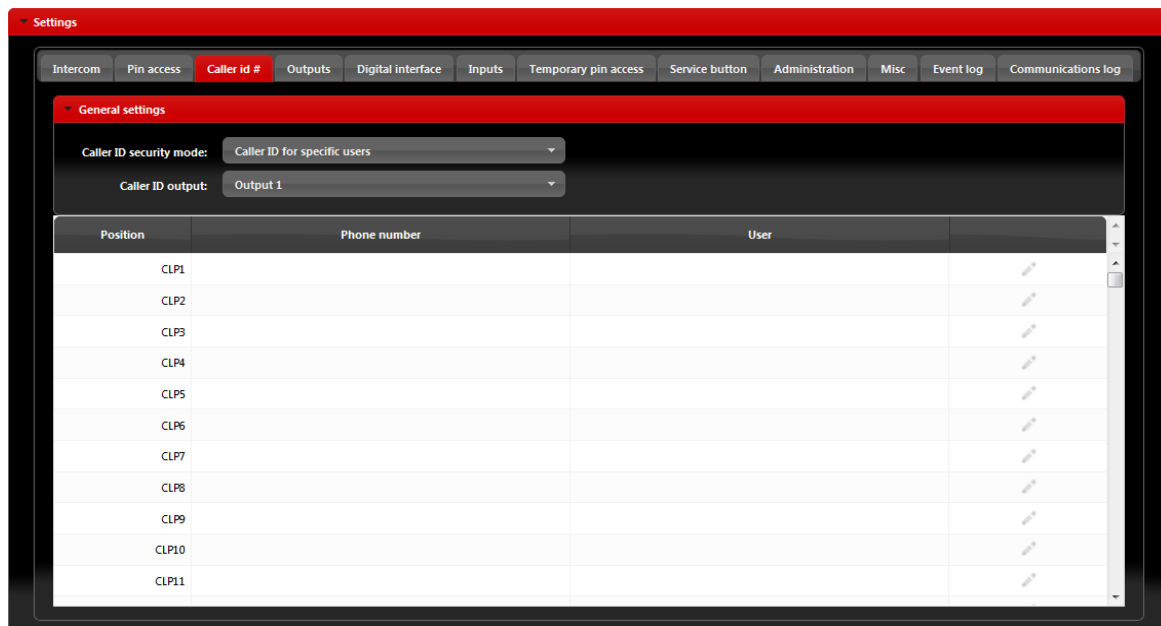 Settings
Intercom Pin access Caller id # Outputs Digital interface Inputs Temporary pin access Service button Administration Misc Event log Communications log
General settings
Caller ID security mode: Caller ID for specific users
Caller ID output: Output 1
Position Phone number User
CLP1
CLP2
CLP3
CLP4
CLP5
CLP6
CLP7
CLP8
CLP9
CLP10
CLP11